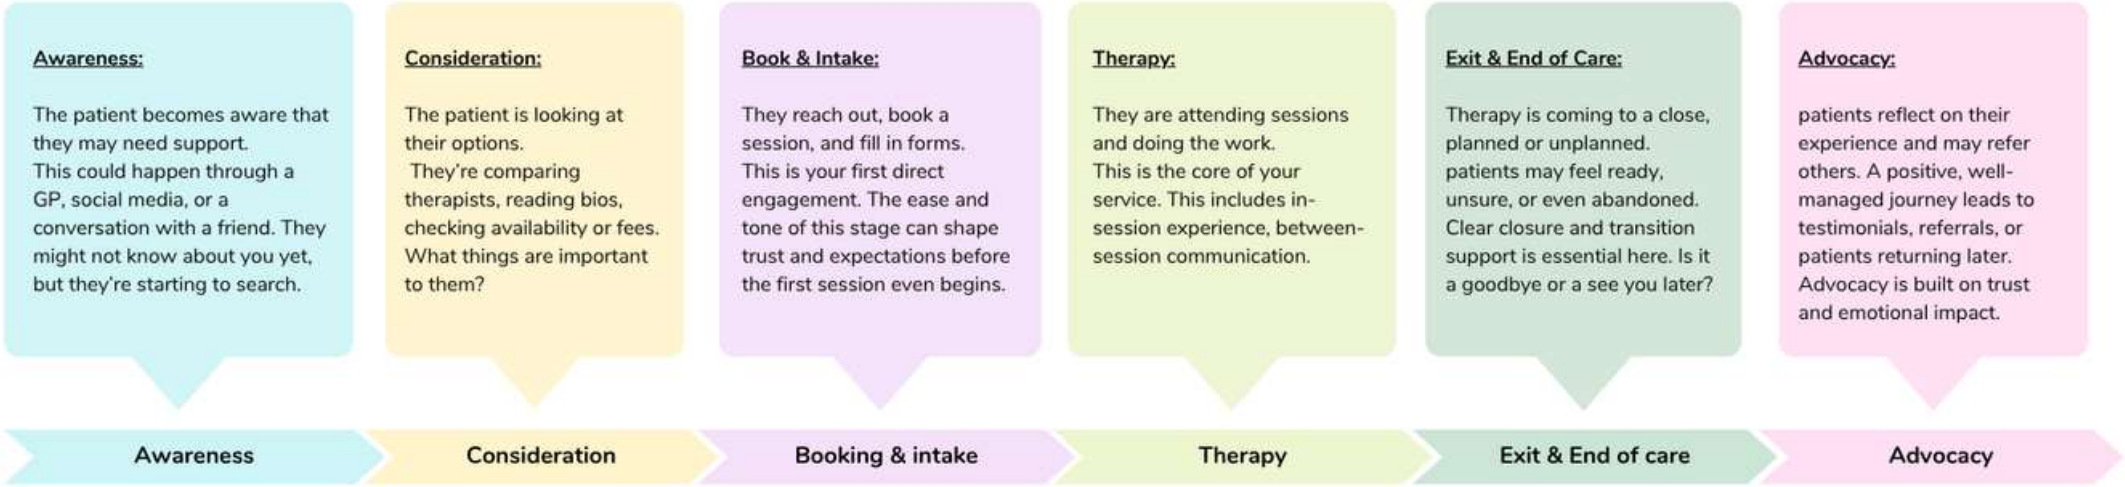 Awareness:
The patient becomes aware that
they may need support.
This could happen through a
GP, social media, or a
conversation with a friend. They
might not know about you yet,
but they're starting to search.
Consideration:
The patient is looking at
their options.
They're comparing
therapists, reading bios,
checking availability or fees.
What things are important
to them?
Book & Intake:
They reach out, book a
session, and fill in forms.
This is your first direct
engagement. The ease and
tone of this stage can shape
trust and expectations before
the first session even begins.
Therapy:
They are attending sessions
and doing the work.
This is the core of your
service. This includes in-
session experience, between-
session communication.
Exit & End of Care:
Therapy is coming to a close,
planned or unplanned.
patients may feel ready,
unsure, or even abandoned.
Clear closure and transition
support is essential here. Is it
a goodbye or a see you later?
Advocacy:
patients reflect on their
experience and may refer
others. A positive, well-
managed journey leads to
testimonials, referrals, or
patients returning later.
Advocacy is built on trust
and emotional impact.
Awareness
Consideration
Booking & intake
Therapy
Exit & End of care
Advocacy